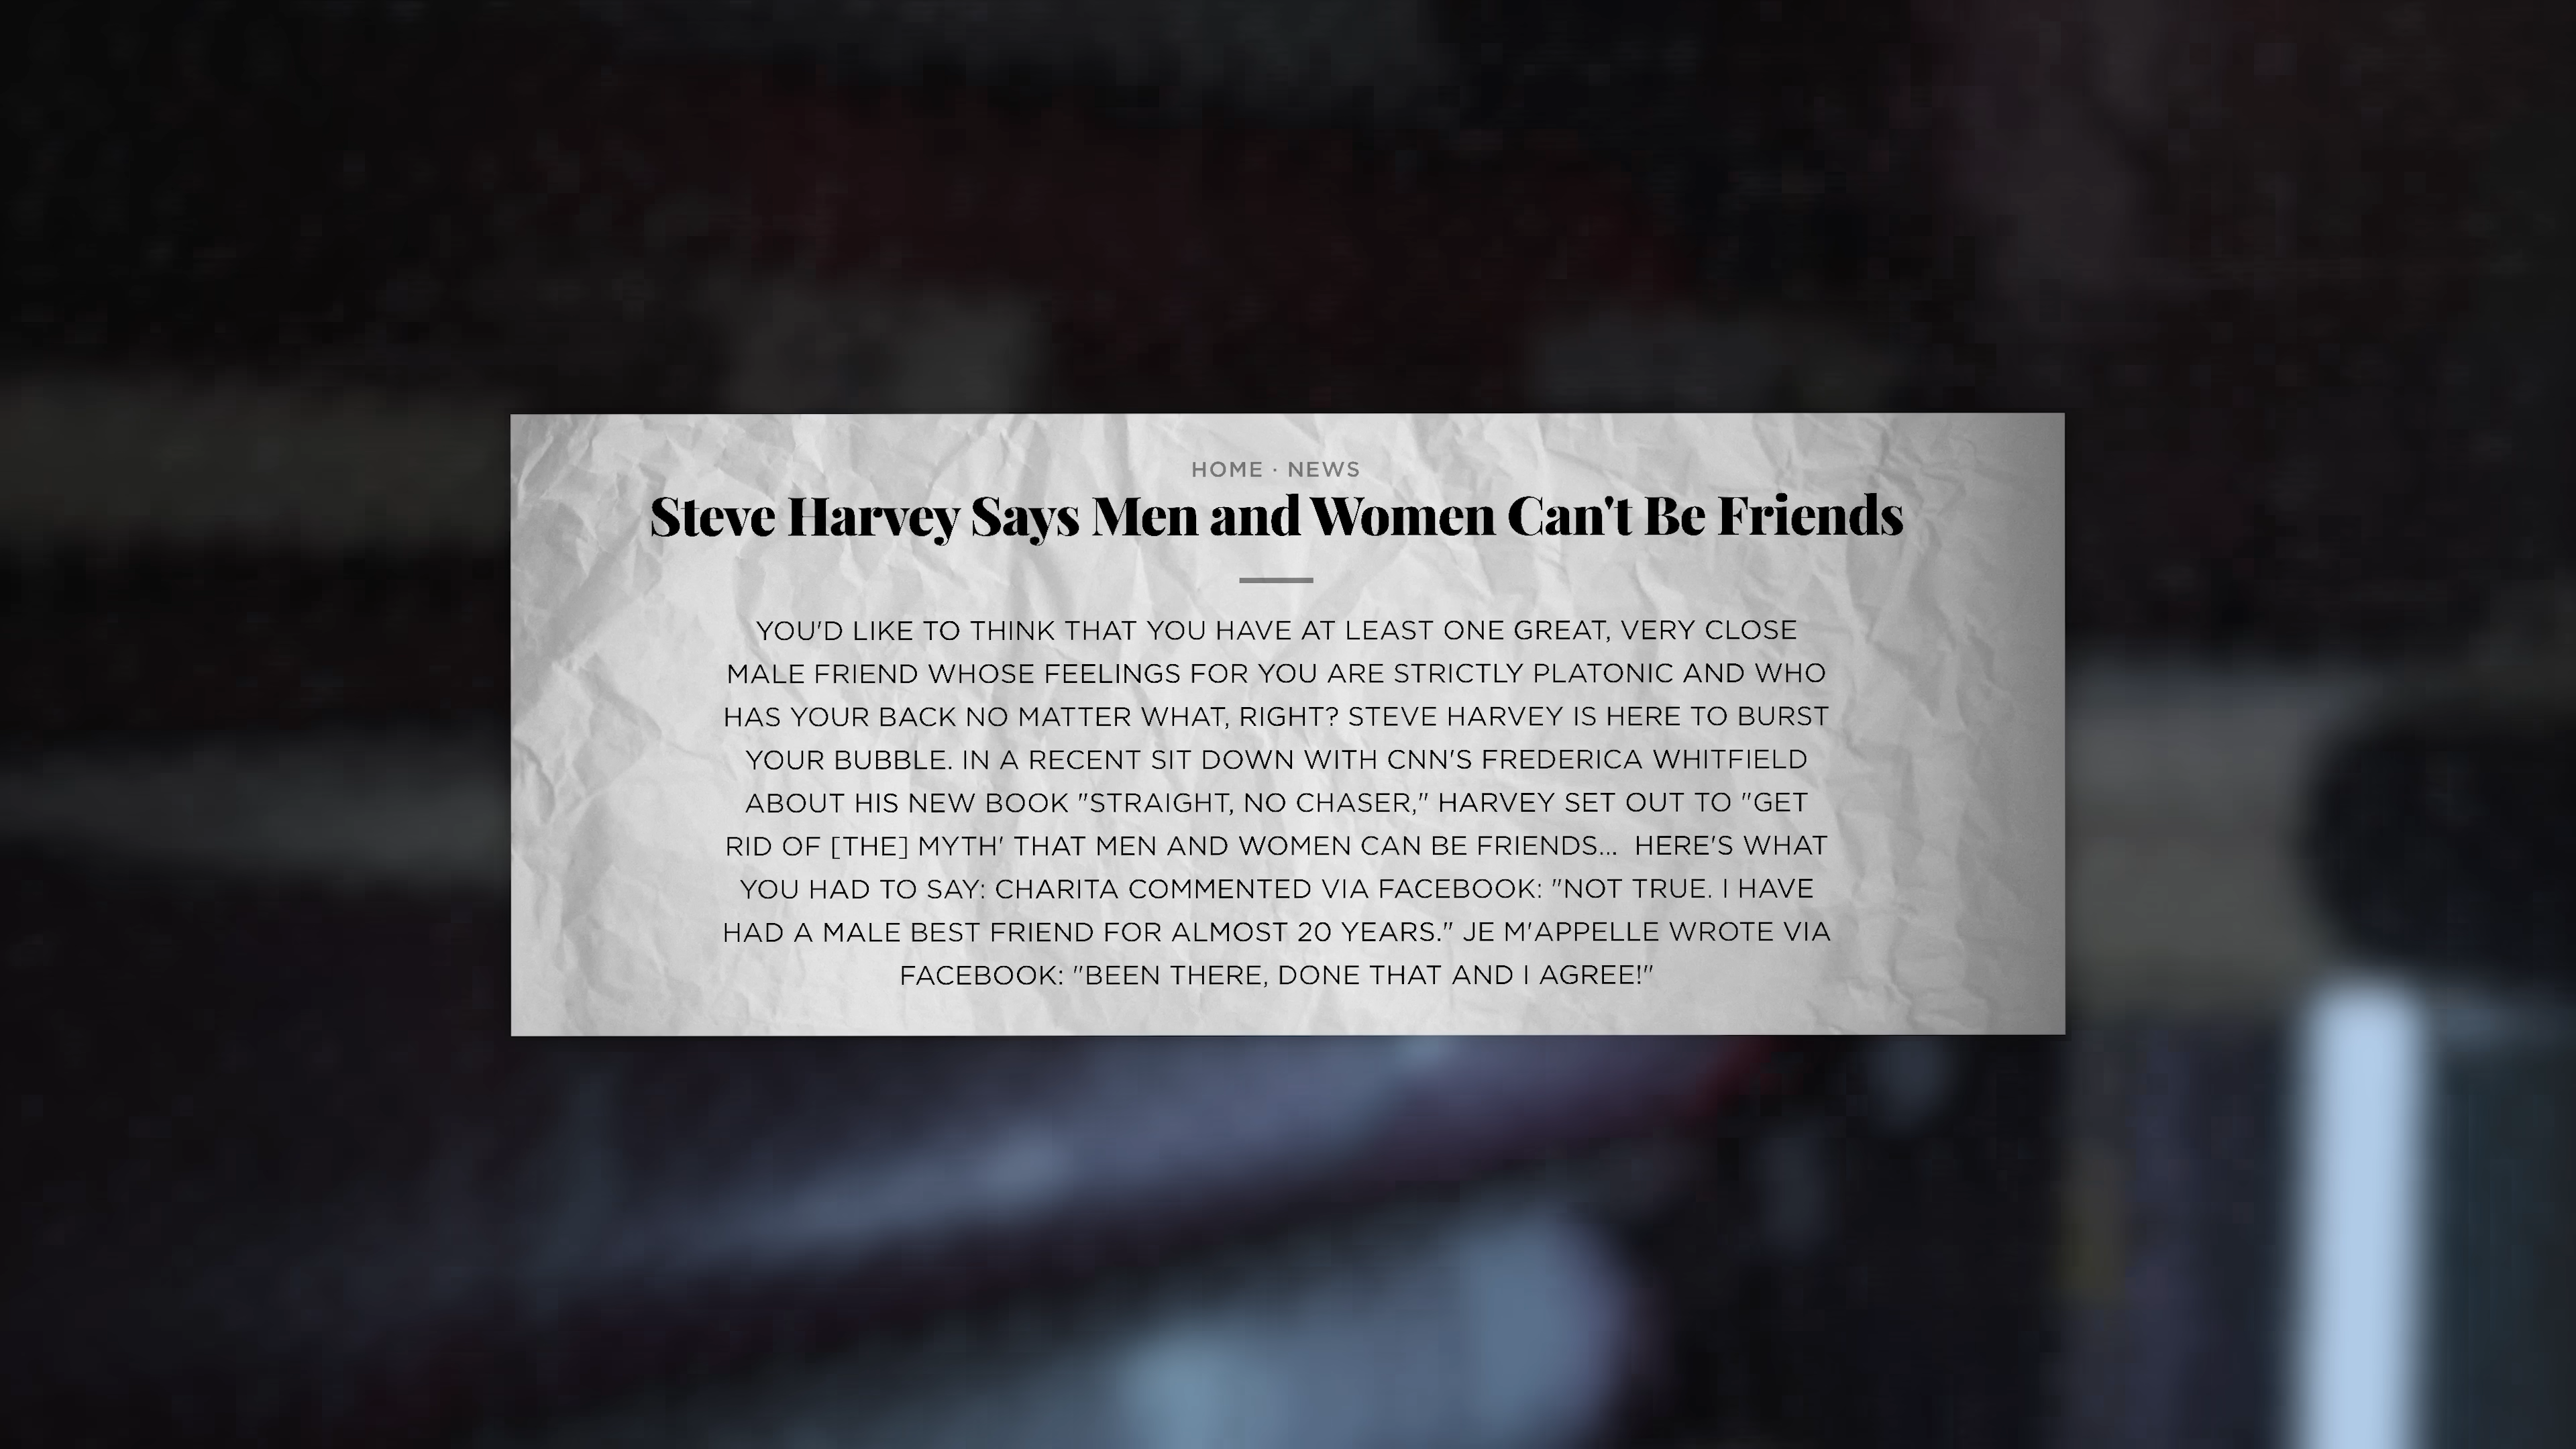 HOME · NEWS
Steve Harvey Says Men and Women Can't Be Friends
YOU'D LIKE TO THINK THAT YOU HAVE AT LEAST ONE GREAT, VERY CLOSE
MALE FRIEND WHOSE FEELINGS FOR YOU ARE STRICTLY PLATONIC AND WHO
HAS YOUR BACK NO MATTER WHAT, RIGHT? STEVE HARVEY IS HERE TO BURST
YOUR BUBBLE. IN A RECENT SIT DOWN WITH CNN'S FREDERICA WHITFIELD
ABOUT HIS NEW BOOK "STRAIGHT, NO CHASER," HARVEY SET OUT TO "GET
RID OF [THE] MYTH' THAT MEN AND WOMEN CAN BE FRIENDS... HERE'S WHAT
YOU HAD TO SAY: CHARITA COMMENTED VIA FACEBOOK: "NOT TRUE. I HAVE
HAD A MALE BEST FRIEND FOR ALMOST 20 YEARS." JE M'APPELLE WROTE VIA
FACEBOOK: "BEEN THERE, DONE THAT AND I AGREE!"